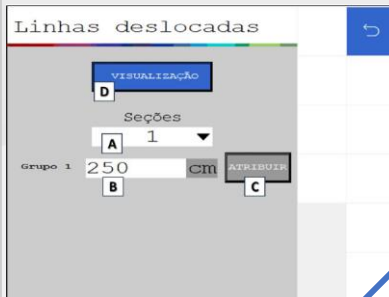 Linhas deslocadas
VISUALIZAÇÃO
D
Seções
1
A
Grupo 1 250 cm ATRIBUIR
B C